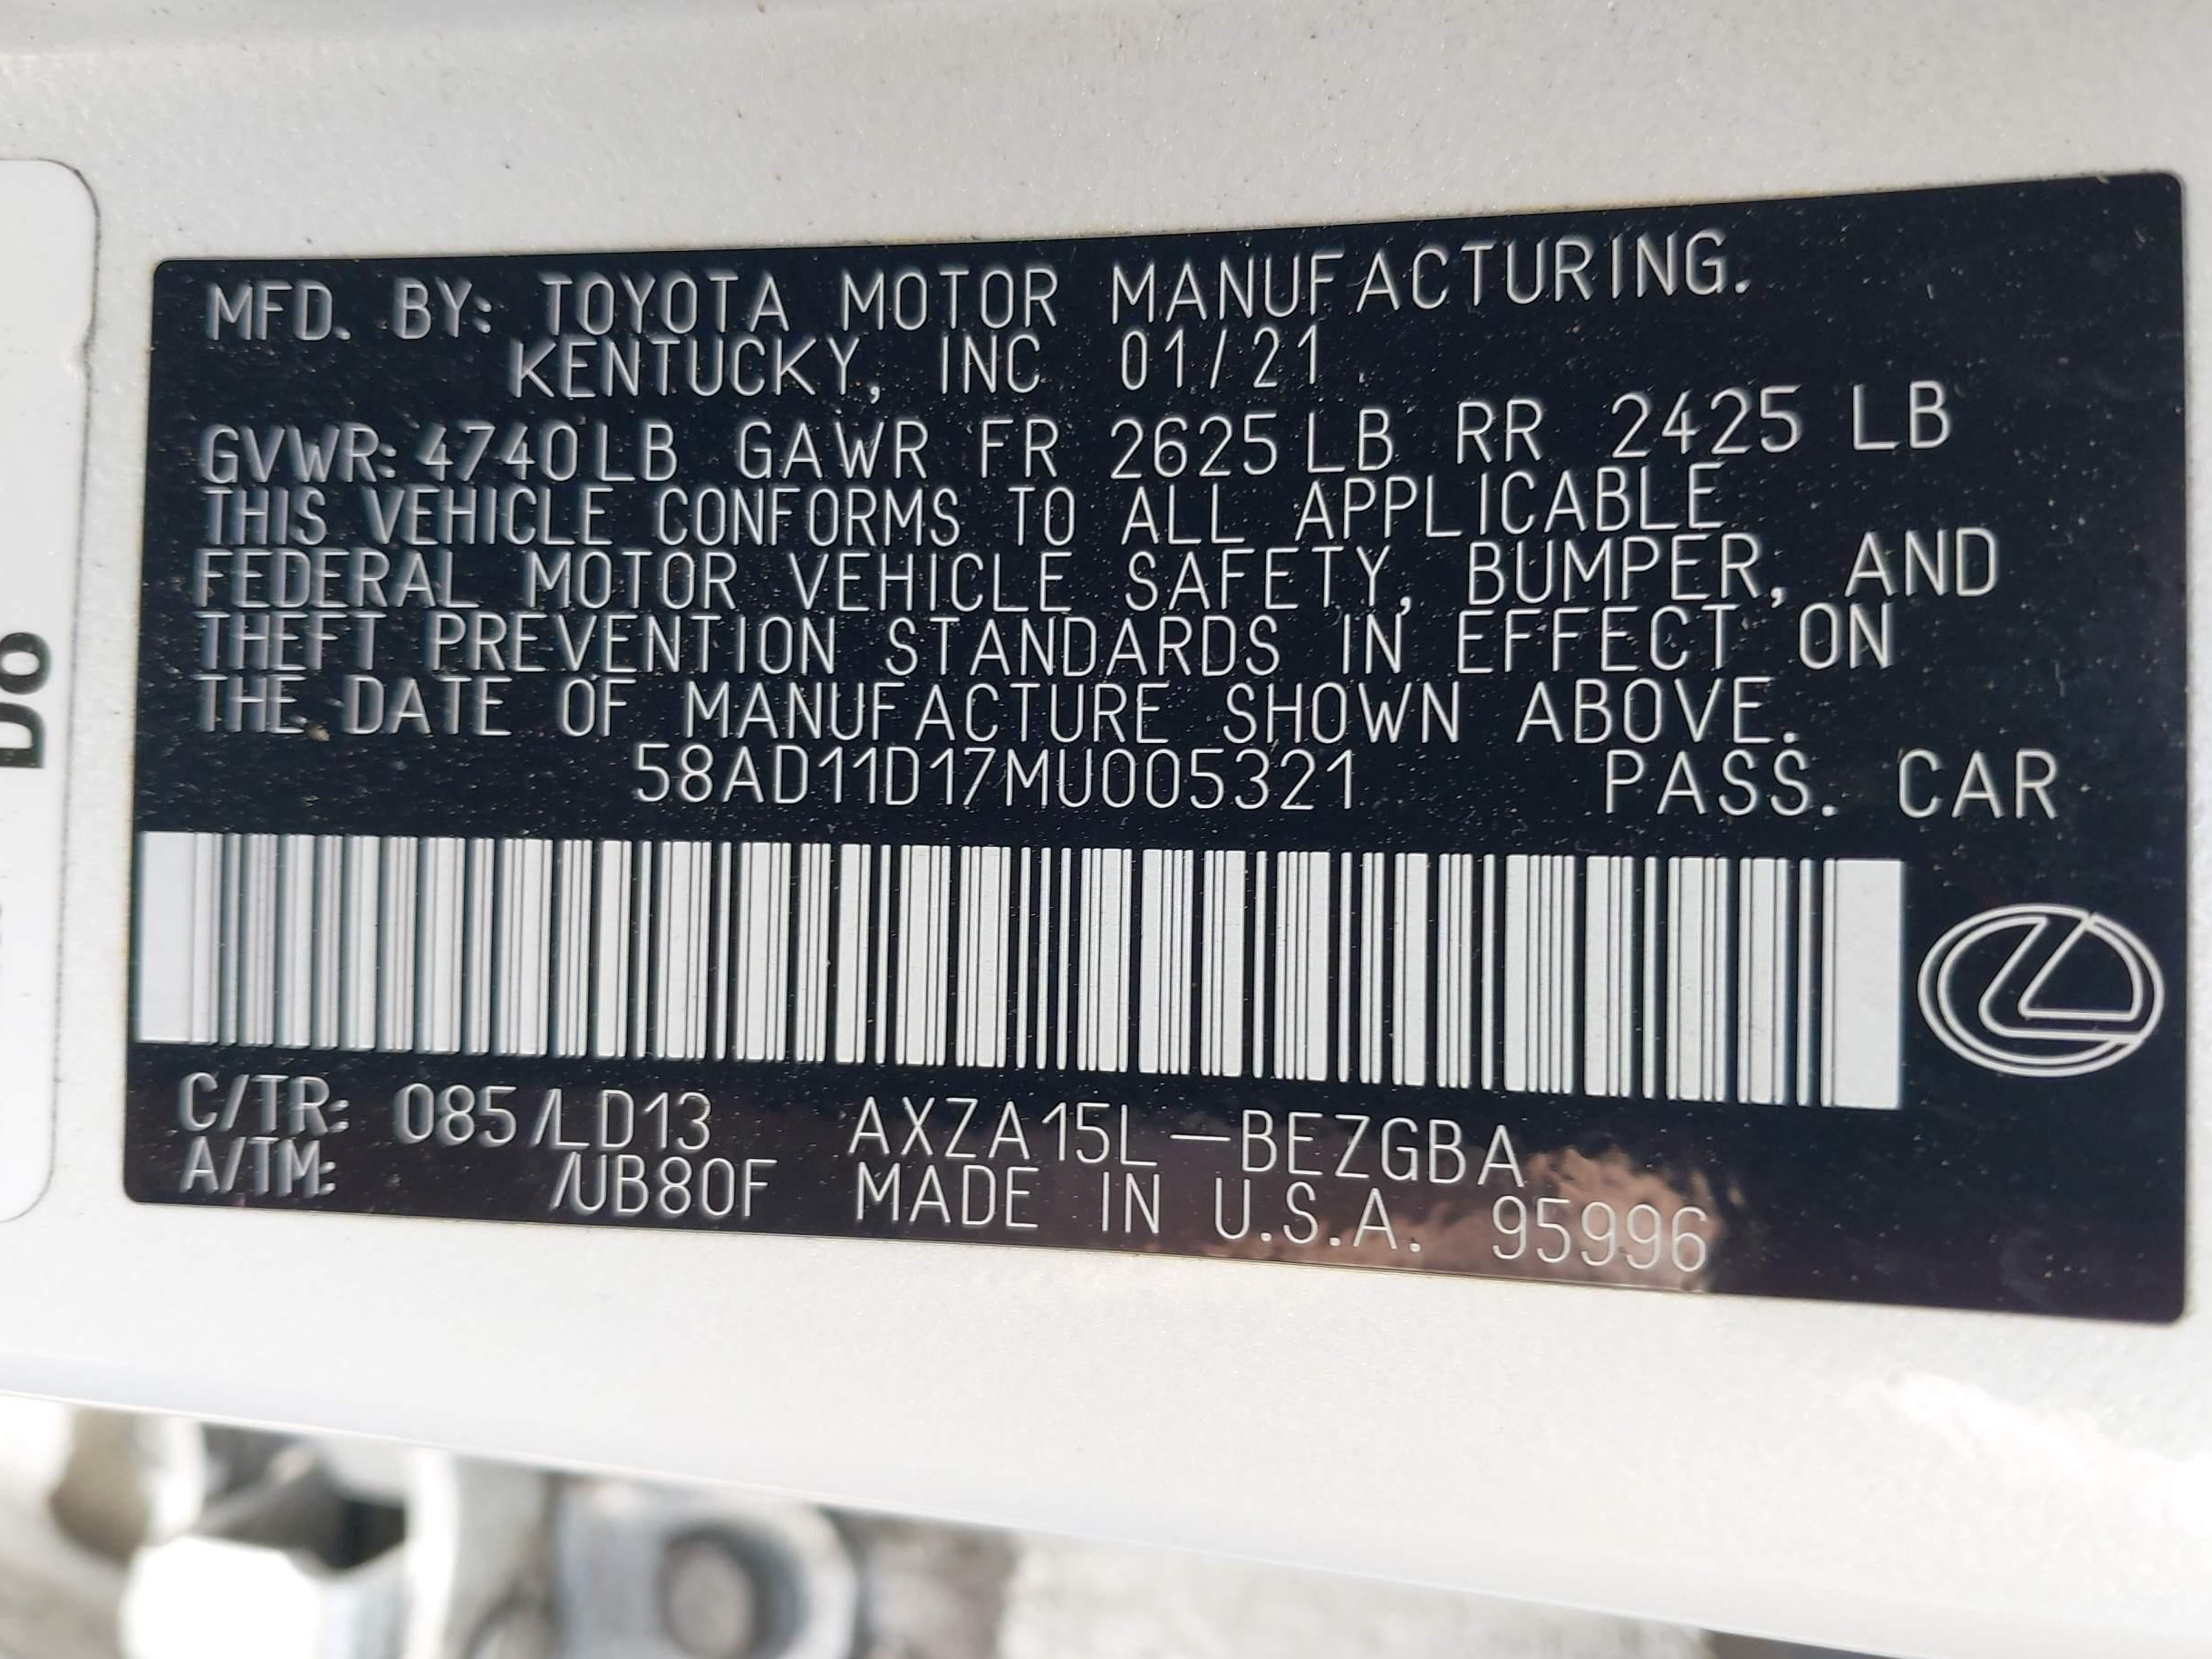 MFD. BY: TOYOTA MOTOR MANUFACTURING.
KENTUCKY, INC 01/21
GVWR: 4740LB GAWR FR 2625LB RR 2425 LB
THIS VEHICLE CONFORMS TO ALL APPLICABLE
FEDERAL MOTOR VEHICLE SAFETY, BUMPER, AND
THEFT PREVENTION STANDARDS IN EFFECT ON
THE DATE OF MANUFACTURE SHOWN ABOVE.
58AD11D17MU005321 PASS. CAR
C/TR: 085/LD13 AXZA15L-BEZGBA
A/TM: /UB80F MADE IN U.S.A. 95996
Do